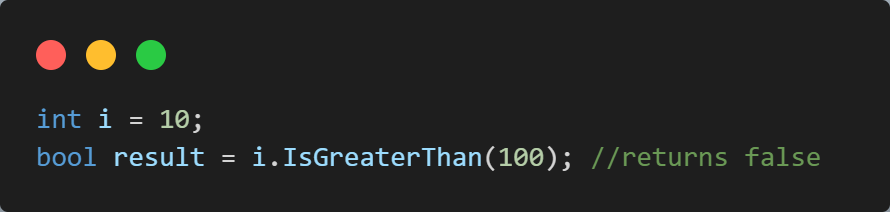 int i = 10;
bool result = i.IsGreaterThan(100); //returns false